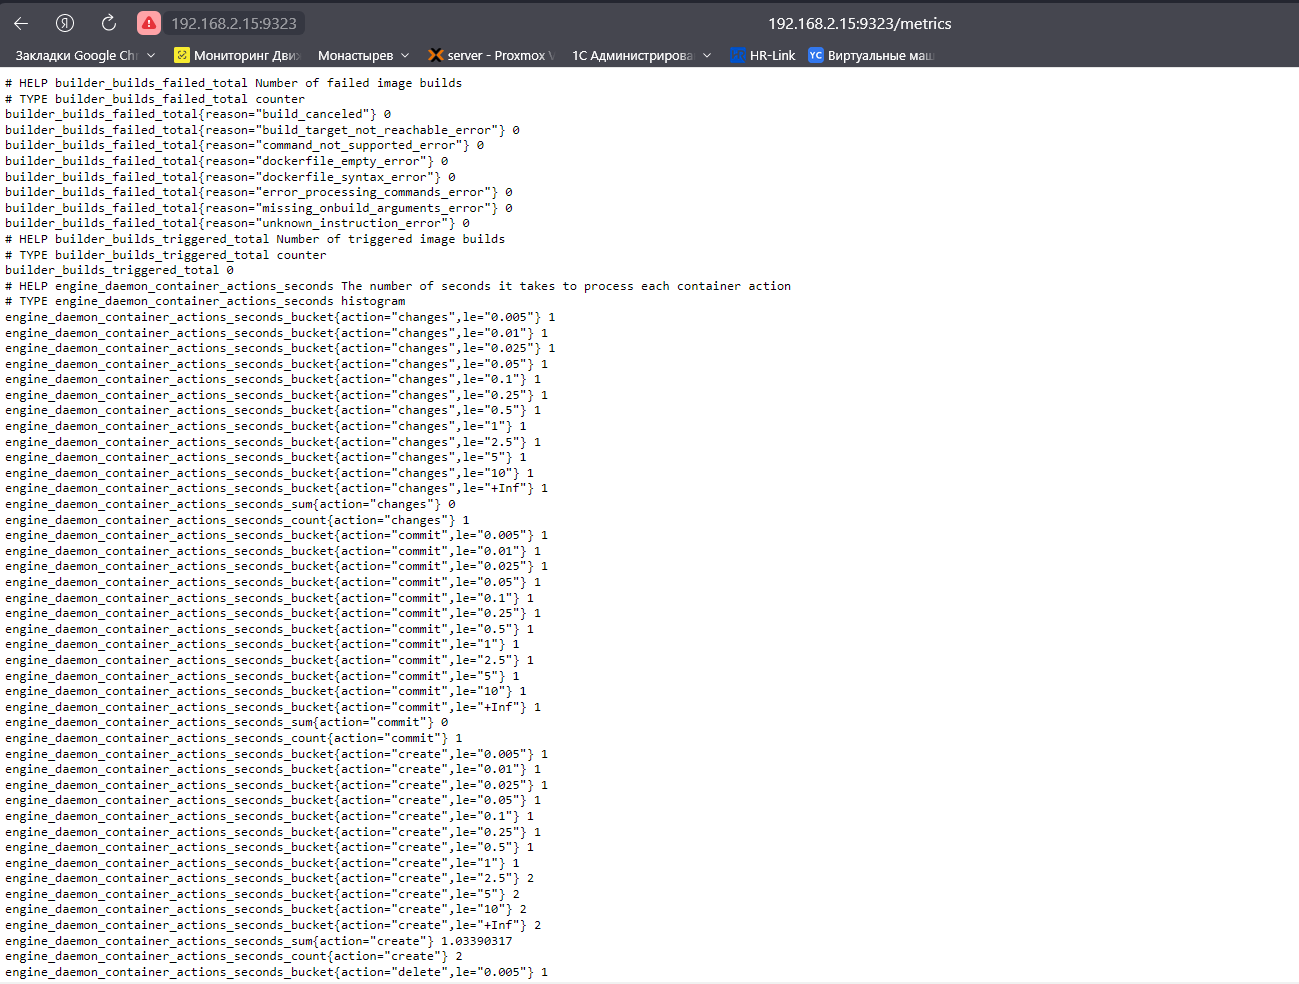 Я 192.168.2.15:9323 192.168.2.15:9323/metrics
Закладки Google Ch Мониторинг Дви Монастырев server - Proxmox 1С Администрирова HR-Link YC Виртуальные маш
# HELP builder_builds_failed_total Number of failed image builds
# TYPE builder_builds_failed_total counter
builder_builds_failed_total{reason="build_canceled"} 0
builder_builds_failed_total{reason="build_target_not_reachable_error"} 0
builder_builds_failed_total{reason="command_not_supported_error"} 0
builder_builds_failed_total{reason="dockerfile_empty_error"} 0
builder_builds_failed_total{reason="dockerfile_syntax_error"} 0
builder_builds_failed_total{reason="error_processing_commands_error"} 0
builder_builds_failed_total{reason="missing_onbuild_arguments_error"} 0
builder_builds_failed_total{reason="unknown_instruction_error"} 0
# HELP builder_builds_triggered_total Number of triggered image builds
# TYPE builder_builds_triggered_total counter
builder_builds_triggered_total 0
# HELP engine_daemon_container_actions_seconds The number of seconds it takes to process each container action
# TYPE engine_daemon_container_actions_seconds histogram
engine_daemon_container_actions_seconds_bucket{action="changes",le="0.005"} 1
engine_daemon_container_actions_seconds_bucket{action="changes",le="0.01"} 1
engine_daemon_container_actions_seconds_bucket{action="changes",le="0.025"} 1
engine_daemon_container_actions_seconds_bucket{action="changes",le="0.05"} 1
engine_daemon_container_actions_seconds_bucket{action="changes",le="0.1"} 1
engine_daemon_container_actions_seconds_bucket{action="changes",le="0.25"} 1
engine_daemon_container_actions_seconds_bucket{action="changes",le="0.5"} 1
engine_daemon_container_actions_seconds_bucket{action="changes",le="1"} 1
engine_daemon_container_actions_seconds_bucket{action="changes",le="2.5"} 1
engine_daemon_container_actions_seconds_bucket{action="changes",le="5"} 1
engine_daemon_container_actions_seconds_bucket{action="changes",le="10"} 1
engine_daemon_container_actions_seconds_bucket{action="changes",le="+Inf"} 1
engine_daemon_container_actions_seconds_sum{action="changes"} 0
engine_daemon_container_actions_seconds_count{action="changes"} 1
engine_daemon_container_actions_seconds_bucket{action="commit",le="0.005"} 1
engine_daemon_container_actions_seconds_bucket{action="commit",le="0.01"} 1
engine_daemon_container_actions_seconds_bucket{action="commit",le="0.025"} 1
engine_daemon_container_actions_seconds_bucket{action="commit",le="0.05"} 1
engine_daemon_container_actions_seconds_bucket{action="commit",le="0.1"} 1
engine_daemon_container_actions_seconds_bucket{action="commit",le="0.25"} 1
engine_daemon_container_actions_seconds_bucket{action="commit",le="0.5"} 1
engine_daemon_container_actions_seconds_bucket{action="commit",le="1"} 1
engine_daemon_container_actions_seconds_bucket{action="commit",le="2.5"} 1
engine_daemon_container_actions_seconds_bucket{action="commit",le="5"} 1
engine_daemon_container_actions_seconds_bucket{action="commit",le="10"} 1
engine_daemon_container_actions_seconds_bucket{action="commit",le="+Inf"} 1
engine_daemon_container_actions_seconds_sum{action="commit"} 0
engine_daemon_container_actions_seconds_count{action="commit"} 1
engine_daemon_container_actions_seconds_bucket{action="create",le="0.005"} 1
engine_daemon_container_actions_seconds_bucket{action="create",le="0.01"} 1
engine_daemon_container_actions_seconds_bucket{action="create",le="0.025"} 1
engine_daemon_container_actions_seconds_bucket{action="create",le="0.05"} 1
engine_daemon_container_actions_seconds_bucket{action="create",le="0.1"} 1
engine_daemon_container_actions_seconds_bucket{action="create",le="0.25"} 1
engine_daemon_container_actions_seconds_bucket{action="create",le="0.5"} 1
engine_daemon_container_actions_seconds_bucket{action="create",le="1"} 1
engine_daemon_container_actions_seconds_bucket{action="create",le="2.5"} 2
engine_daemon_container_actions_seconds_bucket{action="create",le="5"} 2
engine_daemon_container_actions_seconds_bucket{action="create",le="10"} 2
engine_daemon_container_actions_seconds_bucket{action="create",le="+Inf"} 2
engine_daemon_container_actions_seconds_sum{action="create"} 1.03390317
engine_daemon_container_actions_seconds_count{action="create"} 2
engine_daemon_container_actions_seconds_bucket{action="delete",le="0.005"} 1